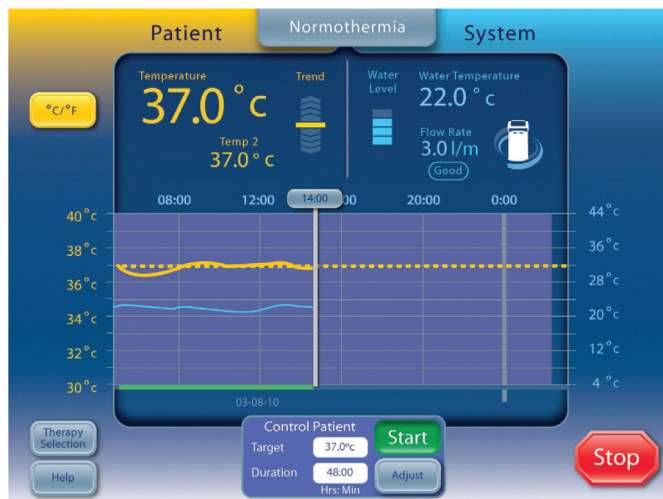 Patient
Normothermia
System
°C/°F
Temperature
37.0 °c
Trend
Temp 2
37.0 ° c
Water
Level
Water Temperature
22.0 ° c
Flow Rate
3.0 l/m
Good
08:00 12:00 14:00 00 20:00 0:00
40°c
38°c
36°c
34°c
32°c
30°c
44°c
36°c
28°c
20°c
12°c
4 °c
03-08-10
Therapy
Selection
Help
Control Patient
Target 37.0°c
Start
Duration 48:00
Hrs: Min
Adjust
Stop